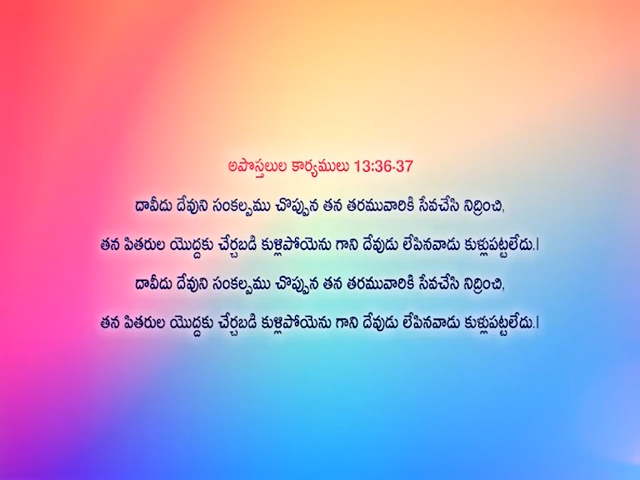 అపొస్తలుల కార్యములు 13:36-37
దావీదు దేవుని సంకల్పము చొప్పున తన తరమువారికి సేవచేసి నిద్రించి,
తన పితరుల యొద్దకు చేర్చబడి కుళ్లిపోయెను గాని దేవుడు లేపినవాడు కుళ్లుపట్టలేదు.|
దావీదు దేవుని సంకల్పము చొప్పున తన తరమువారికి సేవచేసి నిద్రించి,
తన పితరుల యొద్దకు చేర్చబడి కుళ్లిపోయెను గాని దేవుడు లేపినవాడు కుళ్లుపట్టలేదు.|